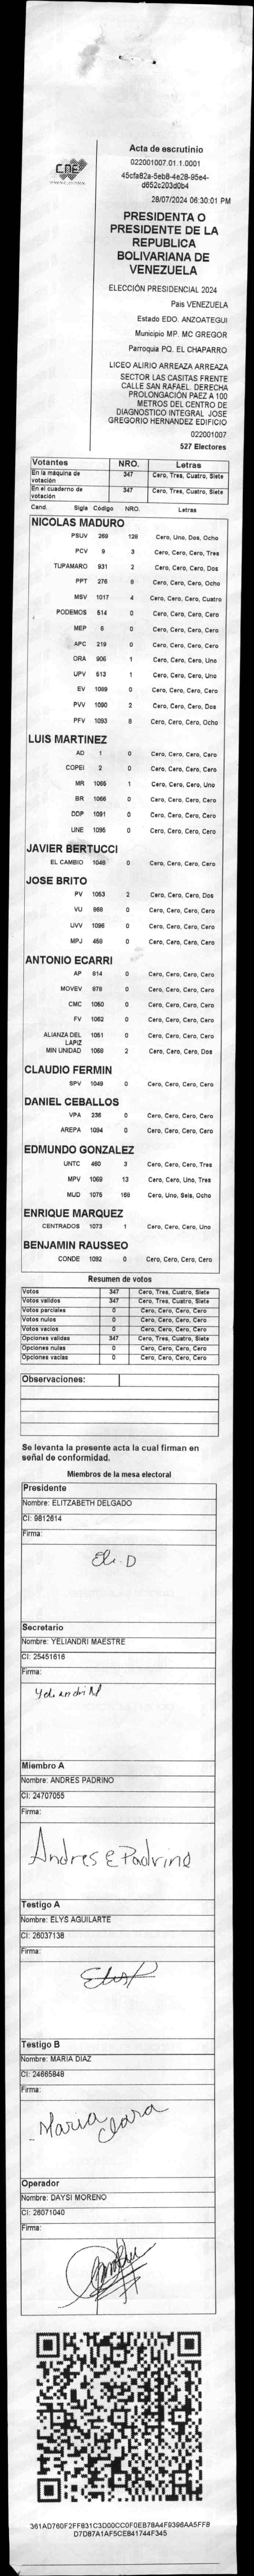 CNE
Acta de escrutinio
022001007.01.1.0001
45cfa82a-5eb8-4e28-95e4-
d652c203d0b4
28/07/2024 06:30:01 PM
PRESIDENTA O
PRESIDENTE DE LA
REPUBLICA
BOLIVARIANA DE
VENEZUELA
ELECCIÓN PRESIDENCIAL 2024
Pais VENEZUELA
Estado EDO. ANZOATEGUI
Municipio MP. MC GREGOR
Parroquia PQ. EL CHAPARRO
LICEO ALIRIO ARREAZA ARREAZA
SECTOR LAS CASITAS FRENTE
CALLE SAN RAFAEL. DERECHA
PROLONGACIÓN PAEZ A 100
METROS DEL CENTRO DE
DIAGNOSTICO INTEGRAL JOSE
GREGORIO HERNANDEZ EDIFICIO
022001007
527 Electores
Votantes NRO. Letras
En la máquina de votación 347 Cero, Tres, Cuatro, Siete
En el cuaderno de votación 347 Cero, Tres, Cuatro, Siete
Cand. Sigla Código NRO. Letras
NICOLAS MADURO
PSUV 269 128 Cero, Uno, Dos, Ocho
PCV 9 3 Cero, Cero, Cero, Tres
TUPAMARO 931 2 Cero, Cero, Cero, Dos
PPT 276 8 Cero, Cero, Cero, Ocho
MSV 1017 4 Cero, Cero, Cero, Cuatro
PODEMOS 514 0 Cero, Cero, Cero, Cero
MEP 6 0 Cero, Cero, Cero, Cero
APC 219 0 Cero, Cero, Cero, Cero
ORA 906 1 Cero, Cero, Cero, Uno
UPV 513 1 Cero, Cero, Cero, Uno
EV 1089 0 Cero, Cero, Cero, Cero
PVV 1090 2 Cero, Cero, Cero, Dos
PFV 1093 8 Cero, Cero, Cero, Ocho
LUIS MARTINEZ
AD 1 0 Cero, Cero, Cero, Cero
COPEI 2 0 Cero, Cero, Cero, Cero
MR 1065 1 Cero, Cero, Cero, Uno
BR 1066 0 Cero, Cero, Cero, Cero
DDP 1091 0 Cero, Cero, Cero, Cero
UNE 1095 0 Cero, Cero, Cero, Cero
JAVIER BERTUCCI
EL CAMBIO 1048 0 Cero, Cero, Cero, Cero
JOSE BRITO
PV 1053 2 Cero, Cero, Cero, Dos
VU 868 0 Cero, Cero, Cero, Cero
UVV 1096 0 Cero, Cero, Cero, Cero
MPJ 458 0 Cero, Cero, Cero, Cero
ANTONIO ECARRI
AP 814 0 Cero, Cero, Cero, Cero
MOVEV 878 0 Cero, Cero, Cero, Cero
CMC 1050 0 Cero, Cero, Cero, Cero
FV 1062 0 Cero, Cero, Cero, Cero
ALIANZA DEL LAPIZ 1051 0 Cero, Cero, Cero, Cero
MIN UNIDAD 1068 2 Cero, Cero, Cero, Dos
CLAUDIO FERMIN
SPV 1049 0 Cero, Cero, Cero, Cero
DANIEL CEBALLOS
VPA 236 0 Cero, Cero, Cero, Cero
AREPA 1094 0 Cero, Cero, Cero, Cero
EDMUNDO GONZALEZ
UNTC 460 3 Cero, Cero, Cero, Tres
MPV 1069 13 Cero, Cero, Uno, Tres
MUD 1075 168 Cero, Uno, Seis, Ocho
ENRIQUE MARQUEZ
CENTRADOS 1073 1 Cero, Cero, Cero, Uno
BENJAMIN RAUSSEO
CONDE 1092 0 Cero, Cero, Cero, Cero
Resumen de votos
Votos 347 Cero, Tres, Cuatro, Siete
Votos validos 347 Cero, Tres, Cuatro, Siete
Votos parciales 0 Cero, Cero, Cero, Cero
Votos nulos 0 Cero, Cero, Cero, Cero
Votos vacios 0 Cero, Cero, Cero, Cero
Opciones validas 347 Cero, Tres, Cuatro, Siete
Opciones nulas 0 Cero, Cero, Cero, Cero
Opciones vacias 0 Cero, Cero, Cero, Cero
Observaciones:
Se levanta la presente acta la cual firman en
señal de conformidad.
Miembros de la mesa electoral
Presidente
Nombre: ELITZABETH DELGADO
CI: 9812614
Firma:
Eli. D
Secretario
Nombre: YELIANDRI MAESTRE
CI: 25451616
Firma:
Yeliandri M
Miembro A
Nombre: ANDRES PADRINO
CI: 24707055
Firma:
Andres E Padrino
Testigo A
Nombre: ELYS AGUILARTE
CI: 26037138
Firma:
Testigo B
Nombre: MARIA DIAZ
CI: 24665848
Firma:
Maria Clara
Operador
Nombre: DAYSI MORENO
CI: 26071040
Firma:
361AD760F2FF831C3D00CC0F0EB78A4F9396AA5FF8
D7D87A1AF5CE841744F345